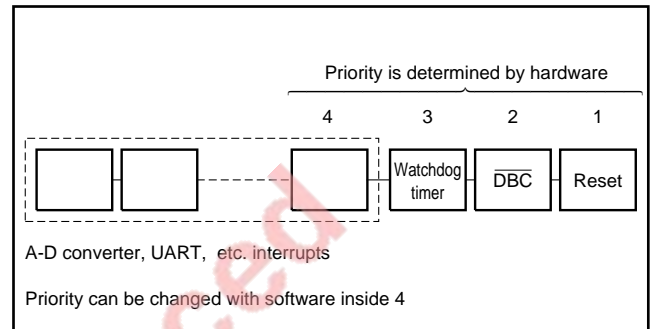 Priority is determined by hardware
4 3 2 1
Watchdog timer
DBC
Reset
A-D converter, UART, etc. interrupts
Priority can be changed with software inside 4
ced